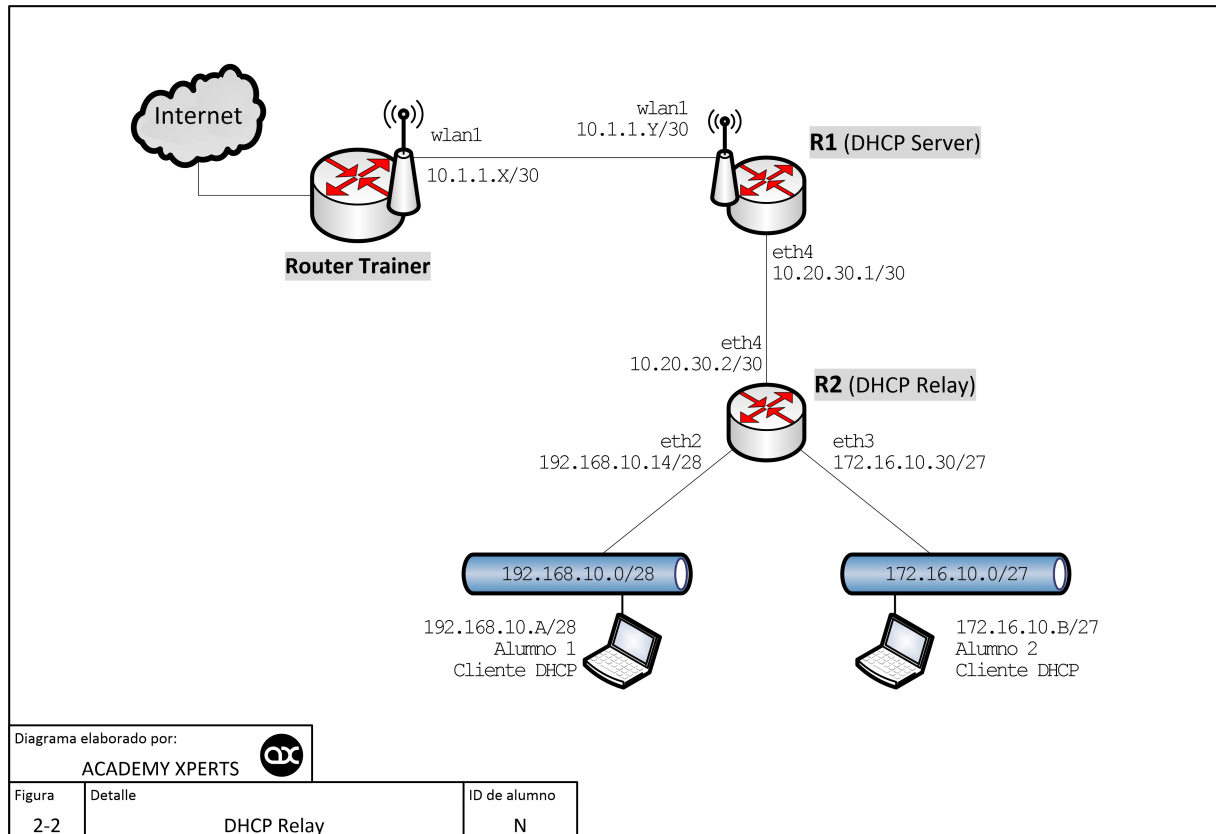 Internet
wlan1
10.1.1.X/30
Router Trainer
wlan1
10.1.1.Y/30
R1 (DHCP Server)
eth4
10.20.30.1/30
eth4
10.20.30.2/30
R2 (DHCP Relay)
eth2
192.168.10.14/28
eth3
172.16.10.30/27
192.168.10.0/28
172.16.10.0/27
192.168.10.A/28
Alumno 1
Cliente DHCP
172.16.10.B/27
Alumno 2
Cliente DHCP
Diagrama elaborado por:
ACADEMY XPERTS
ax
Figura
2-2
Detalle
DHCP Relay
ID de alumno
N